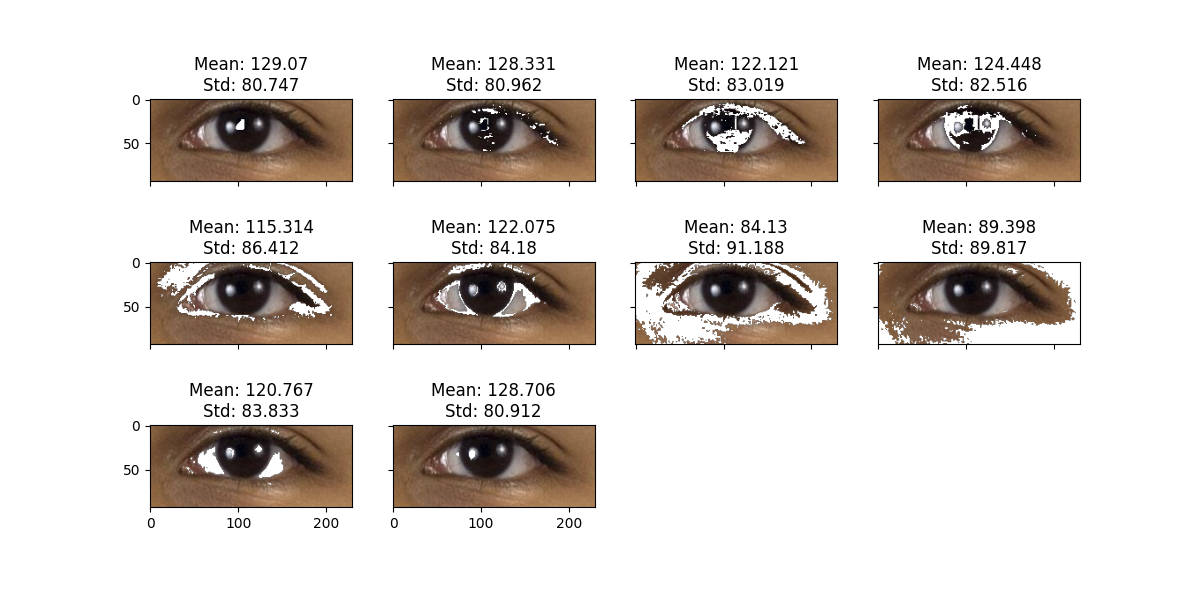 Mean: 129.07
Std: 80.747
Mean: 128.331
Std: 80.962
Mean: 122.121
Std: 83.019
Mean: 124.448
Std: 82.516
0
50
Mean: 115.314
Std: 86.412
Mean: 122.075
Std: 84.18
Mean: 84.13
Std: 91.188
Mean: 89.398
Std: 89.817
0
50
Mean: 120.767
Std: 83.833
Mean: 128.706
Std: 80.912
0
50
0 100 200
0 100 200